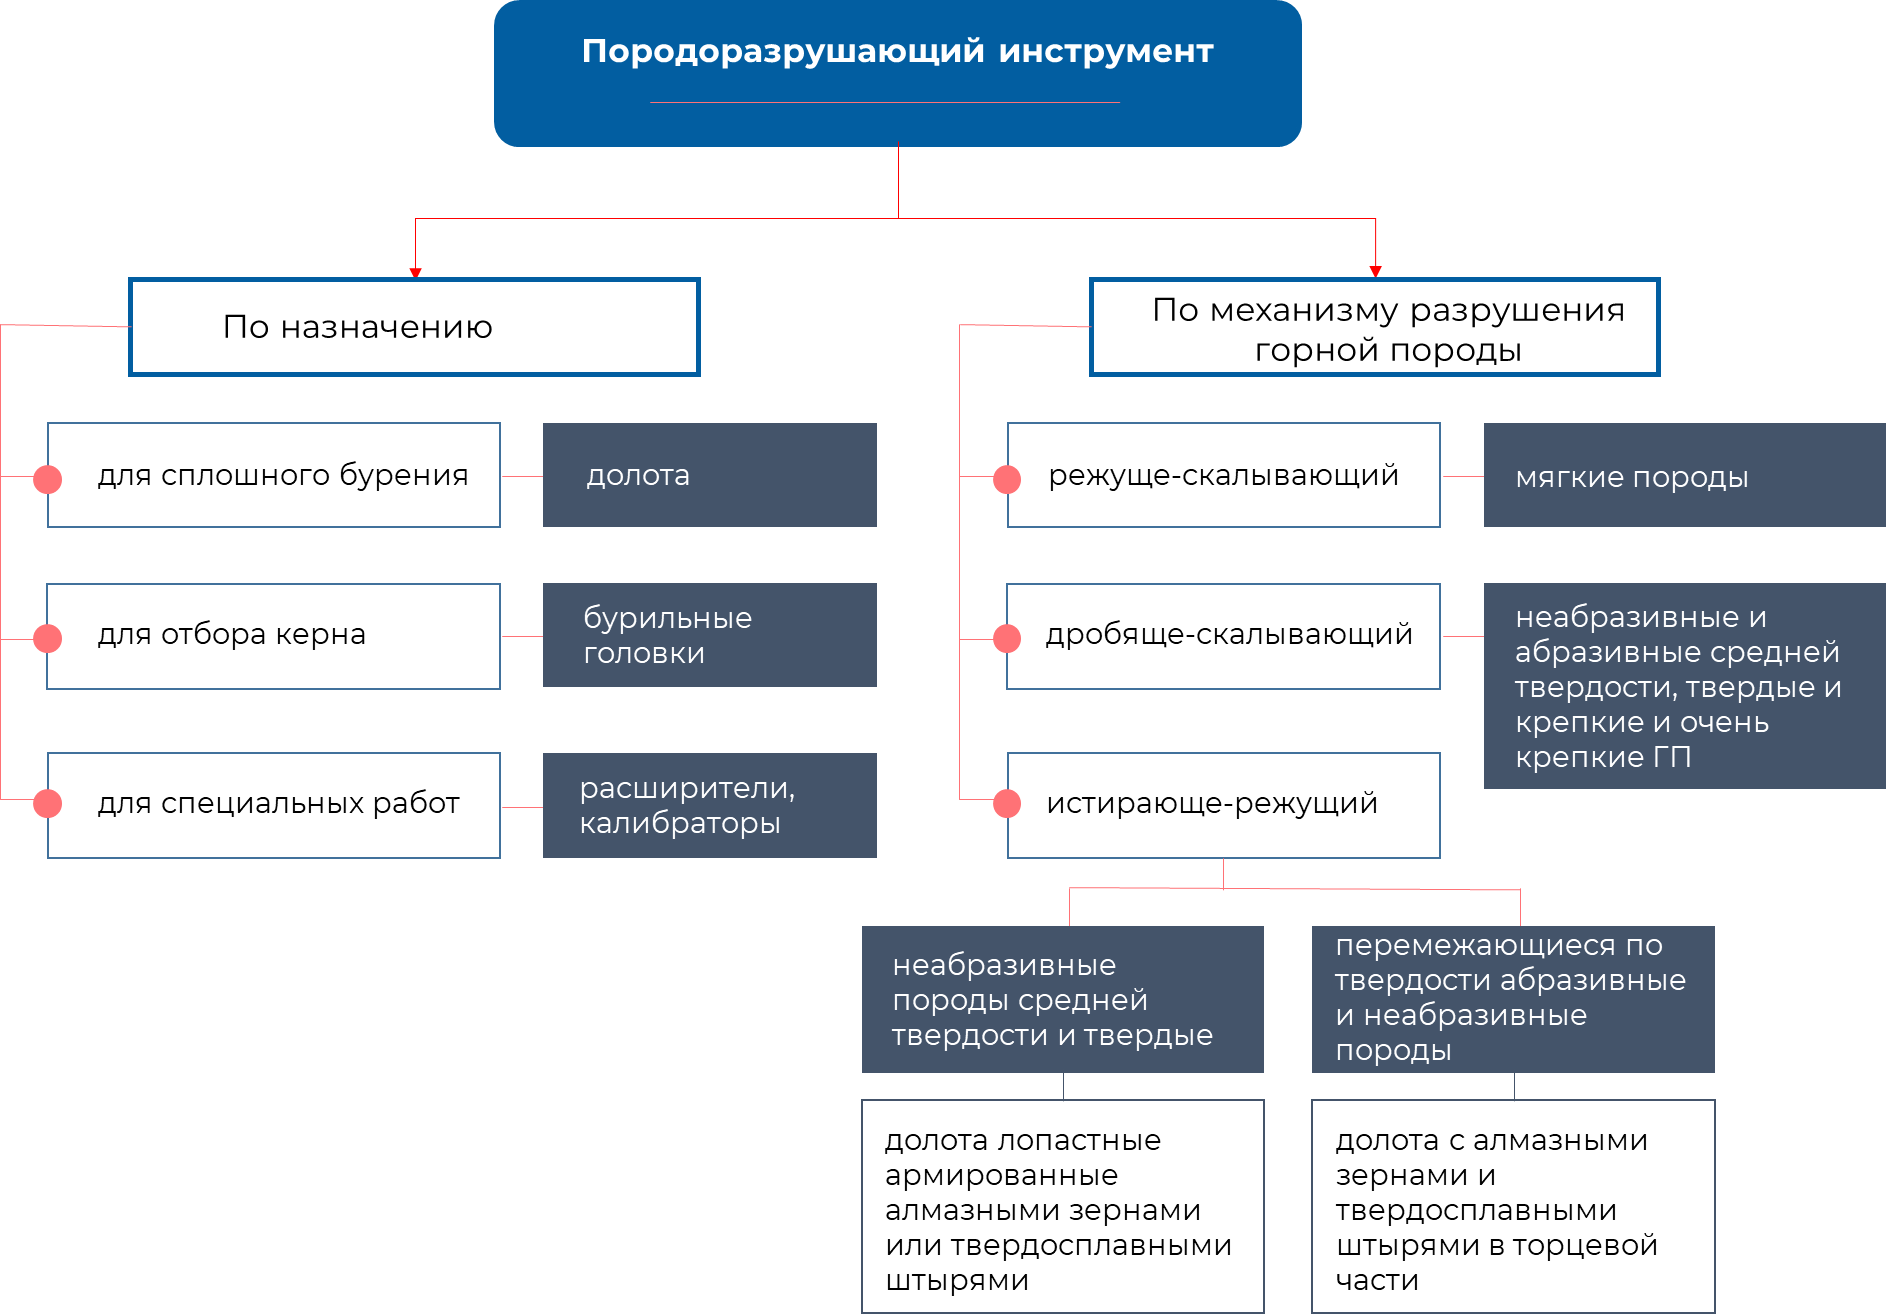 Породоразрушающий инструмент
По назначению
для сплошного бурения
долота
для отбора керна
бурильные
головки
для специальных работ
расширители,
калибраторы
По механизму разрушения
горной породы
режуще-скалывающий
мягкие породы
дробяще-скалывающий
неабразивные и
абразивные средней
твердости, твердые и
крепкие и очень
крепкие ГП
истирающе-режущий
неабразивные
породы средней
твердости и твердые
долота лопастные
армированные
алмазными зернами
или твердосплавными
штырями
перемежающиеся по
твердости абразивные
и неабразивные
породы
долота с алмазными
зернами и
твердосплавными
штырями в торцевой
части